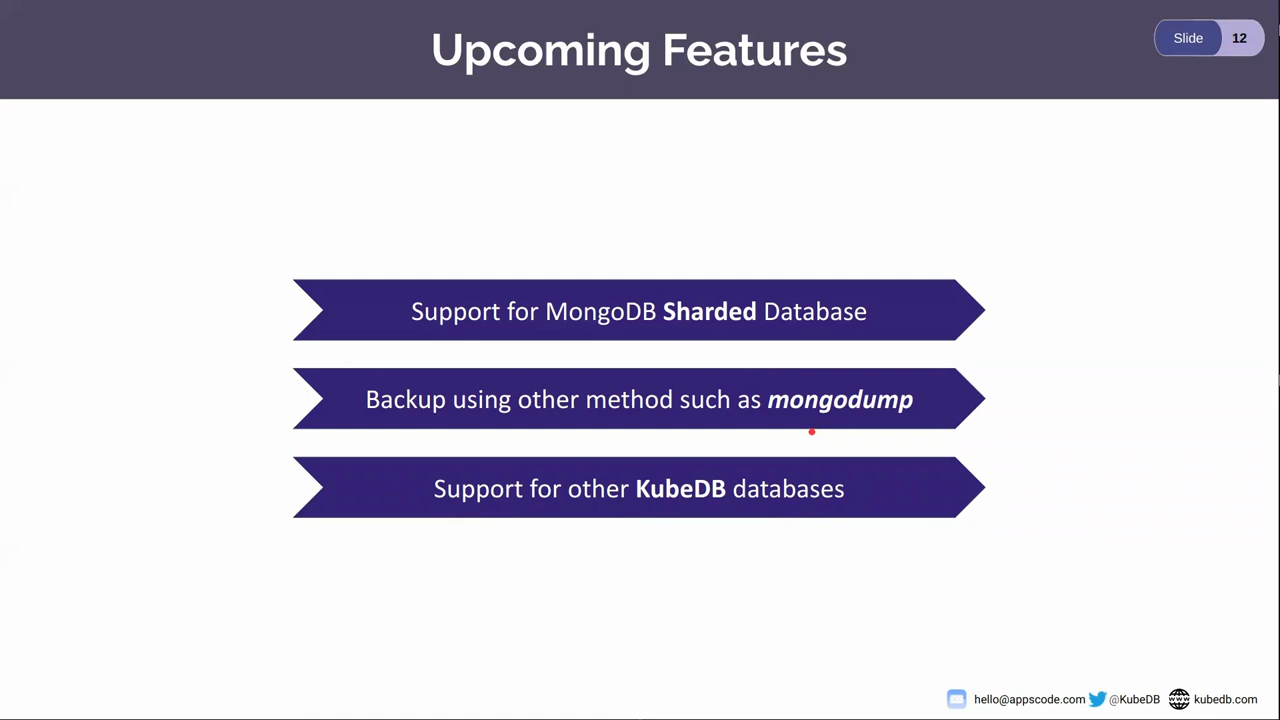 Upcoming Features
Slide 12
Support for MongoDB Sharded Database
Backup using other method such as mongodump
Support for other KubeDB databases
hello@appscode.com @KubeDB kubedb.com